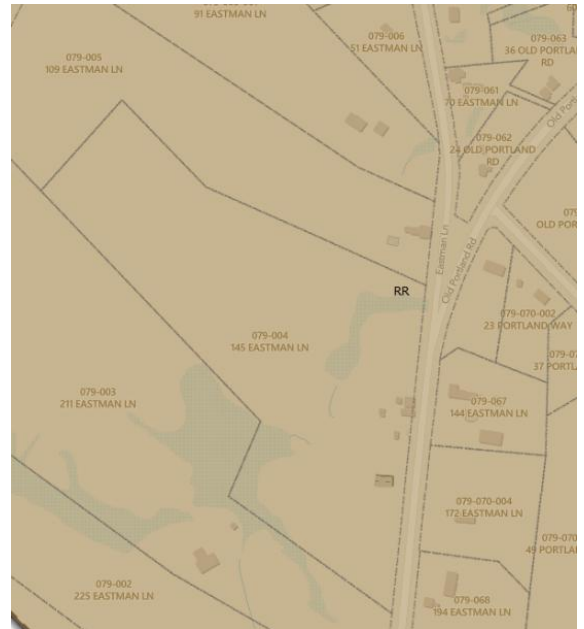 91 EASTMAN LN
079-006
51 EASTMAN LN
079-063
36 OLD PORTLA
RD
079-005
109 EASTMAN LN
079-061
70 EASTMAN LN
079-062
24 OLD PORTLAND
RD
Old Port
OLD POR
Eastman Ln
Old Portland Rd
RR
079-070-002
23 PORTLAND WAY
079-07
37 PORTL
079-004
145 EASTMAN LN
079-003
211 EASTMAN LN
079-067
144 EASTMAN LN
079-070-004
172 EASTMAN LN
079-070
49 PORTLA
079-002
225 EASTMAN LN
079-068
194 EASTMAN LN